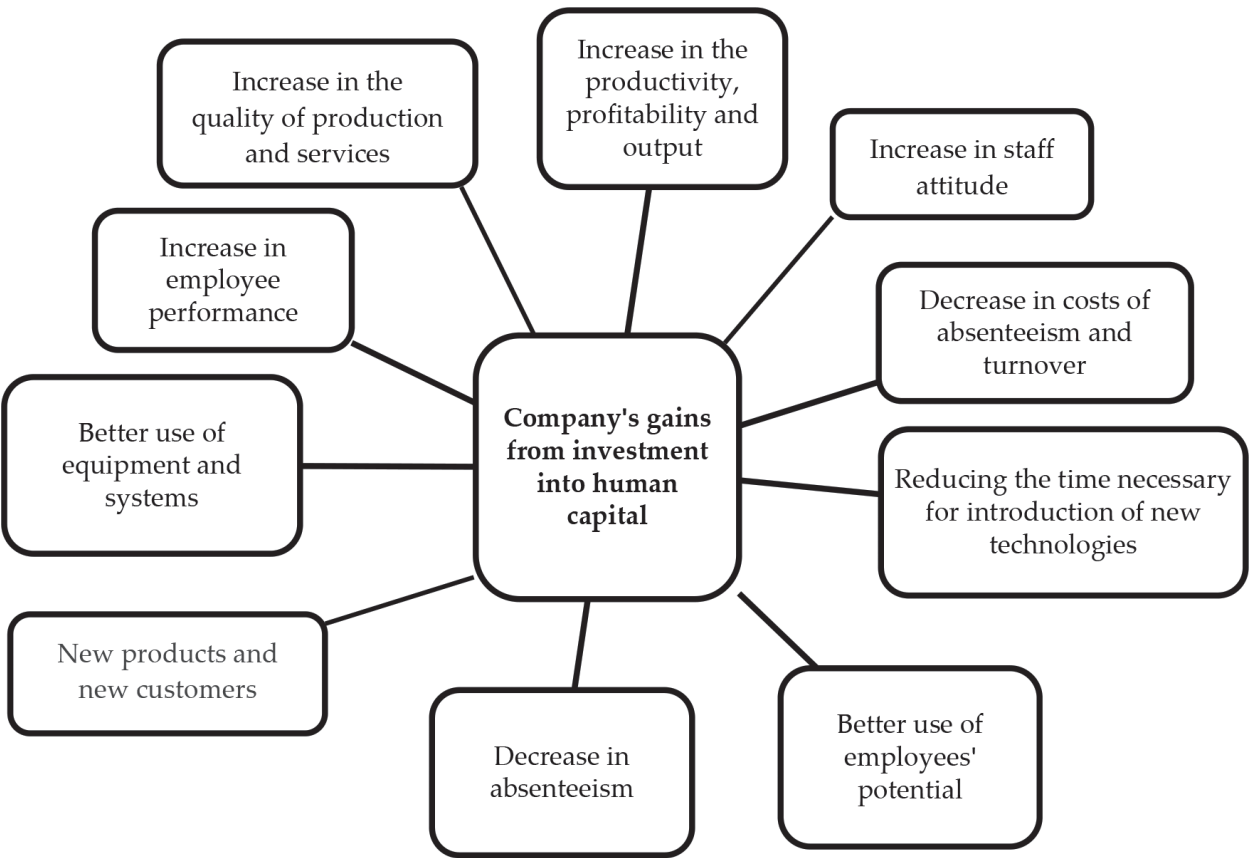 Increase in the
productivity,
profitability and
output
Increase in the
quality of production
and services
Increase in staff
attitude
Increase in
employee
performance
Decrease in costs of
absenteeism and
turnover
Company's gains
from investment
into human
capital
Better use of
equipment and
systems
Reducing the time necessary
for introduction of new
technologies
New products and
new customers
Decrease in
absenteeism
Better use of
employees'
potential